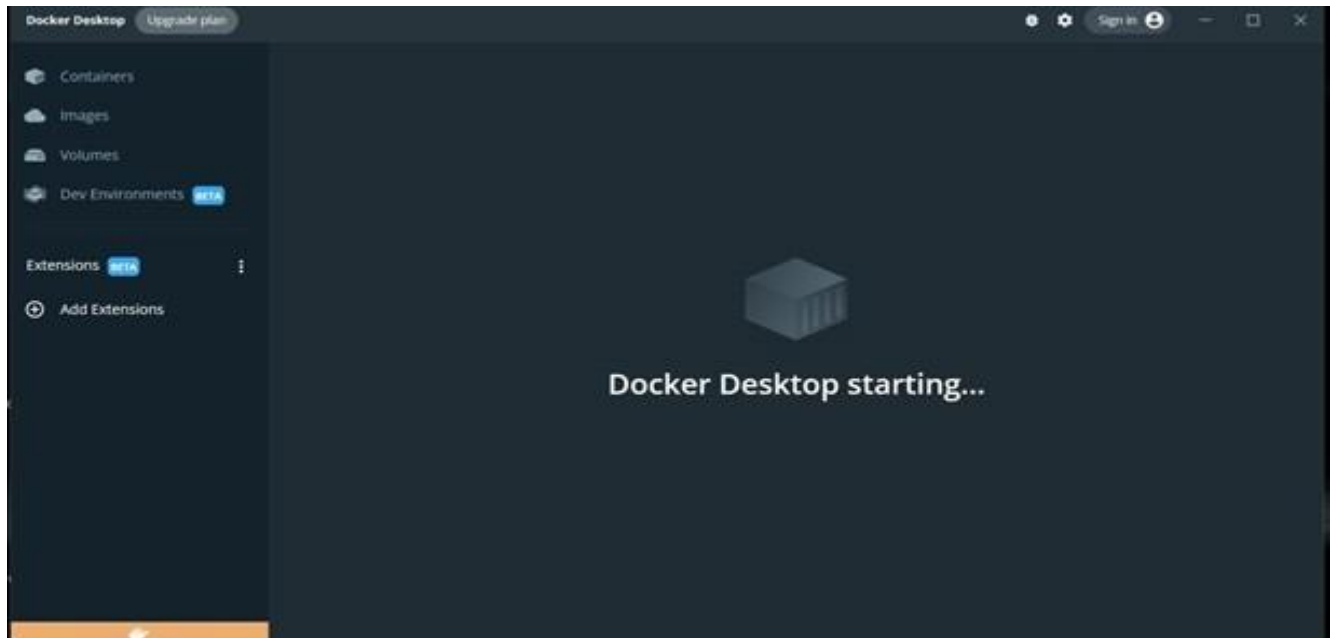 Docker Desktop Upgrade plan Sign in
Containers
Images
Volumes
Dev Environments BETA
Extensions BETA
Add Extensions
Docker Desktop starting...